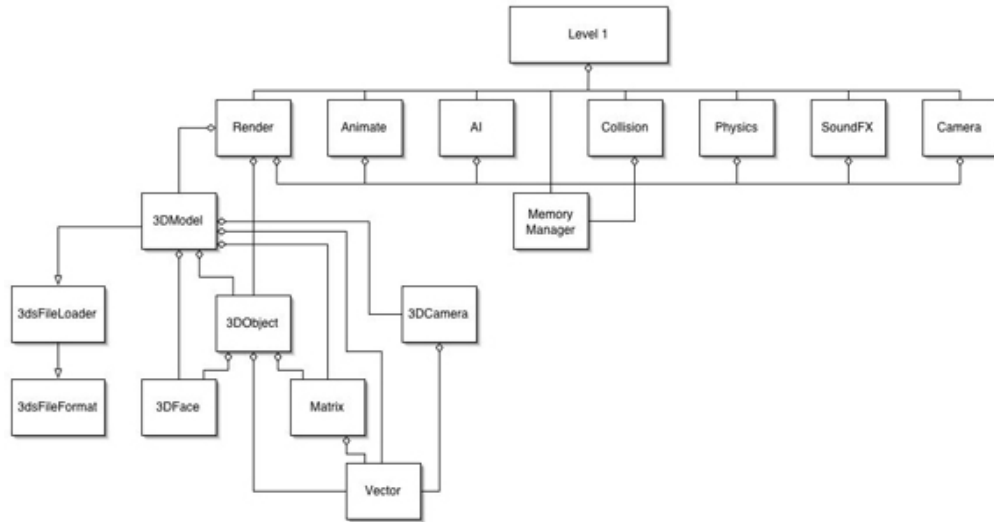 Level 1
Render
Animate
AI
Collision
Physics
SoundFX
Camera
3DModel
Memory
Manager
3dsFileLoader
3DObject
3DCamera
3dsFileFormat
3DFace
Matrix
Vector